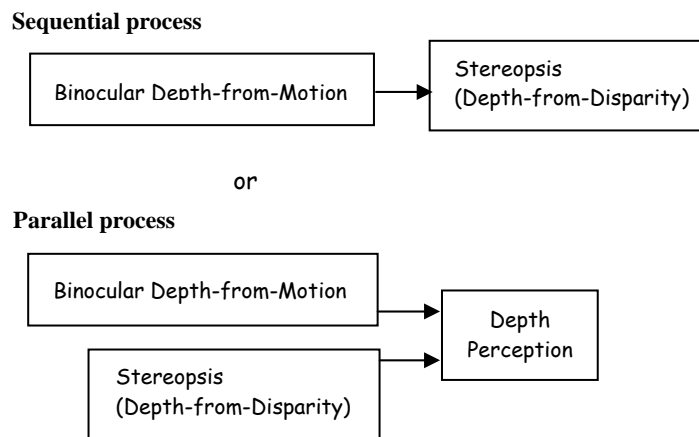 Sequential process
Binocular Depth-from-Motion
Stereopsis
(Depth-from-Disparity)
or
Parallel process
Binocular Depth-from-Motion
Depth
Perception
Stereopsis
(Depth-from-Disparity)